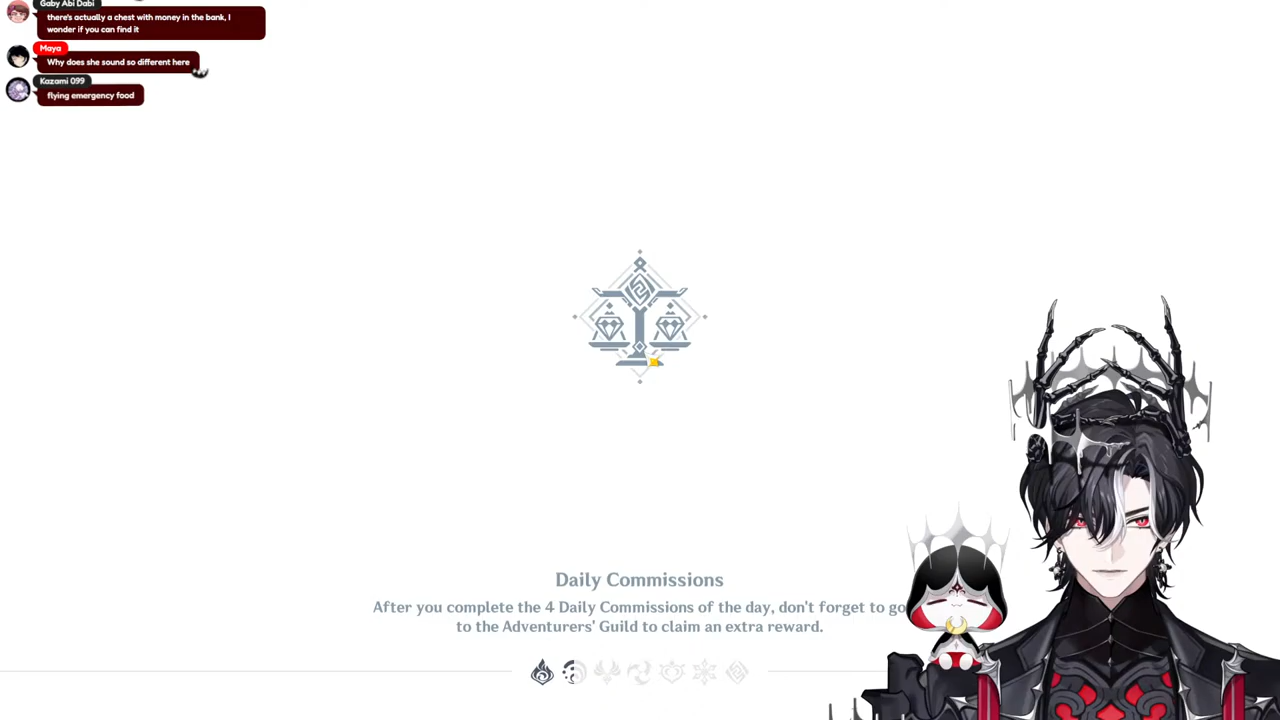 Gaby Abi Dabi
there's actually a chest with money in the bank, I
wonder if you can find it
Maya
Why does she sound so different here
Kazami 099
flying emergency food
Daily Commissions
After you complete the 4 Daily Commissions of the day, don't forget to go
to the Adventurers' Guild to claim an extra reward.